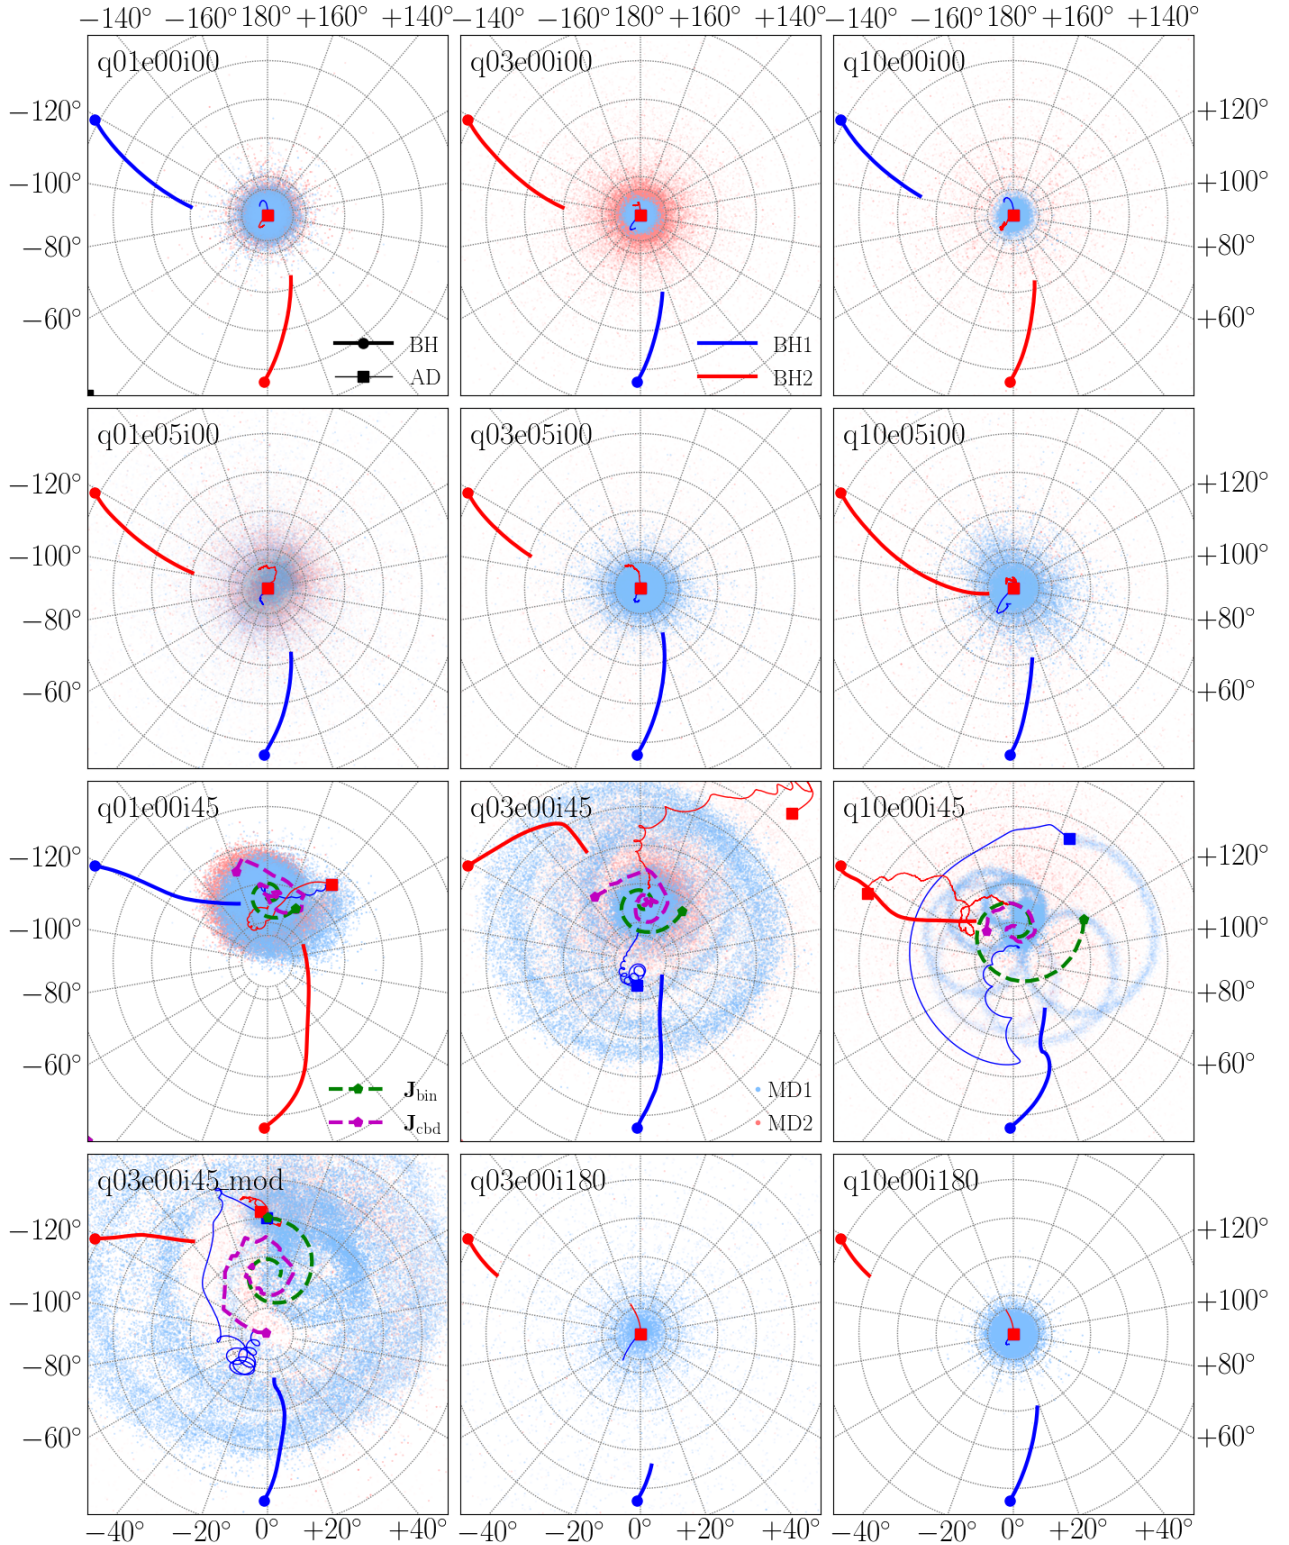 −140° −160° 180° +160° +140° −160° 180° +160° +140° −140° −160° 180° +160° +140°
q01e00i00 q03e00i00 q10e00i00
−120° +120°
−100° +100°
−80° +80°
−60° +60°
BH BH1
AD BH2
q01e05i00 q03e05i00 q10e05i00
−120° +120°
−100° +100°
−80° +80°
−60° +60°
q01e00i45 q03e00i45 q10e00i45
−120° +120°
−100° +100°
−80° +80°
−60° +60°
J_bin MD1
J_cbd MD2
q03e00i45_mod q03e00i180 q10e00i180
−120° +120°
−100° +100°
−80° +80°
−60° +60°
−40° −20° 0° +20° +40° −40° −20° 0° +20° +40° −40° −20° 0° +20° +40°